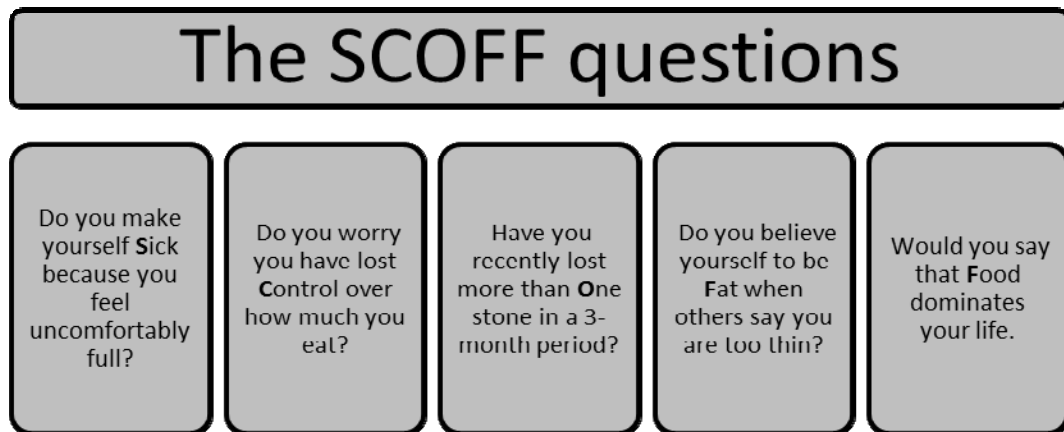 The SCOFF questions
Do you make
yourself Sick
because you
feel
uncomfortably
full?
Do you worry
you have lost
Control over
how much you
eat?
Have you
recently lost
more than One
stone in a 3-
month period?
Do you believe
yourself to be
Fat when
others say you
are too thin?
Would you say
that Food
dominates
your life.